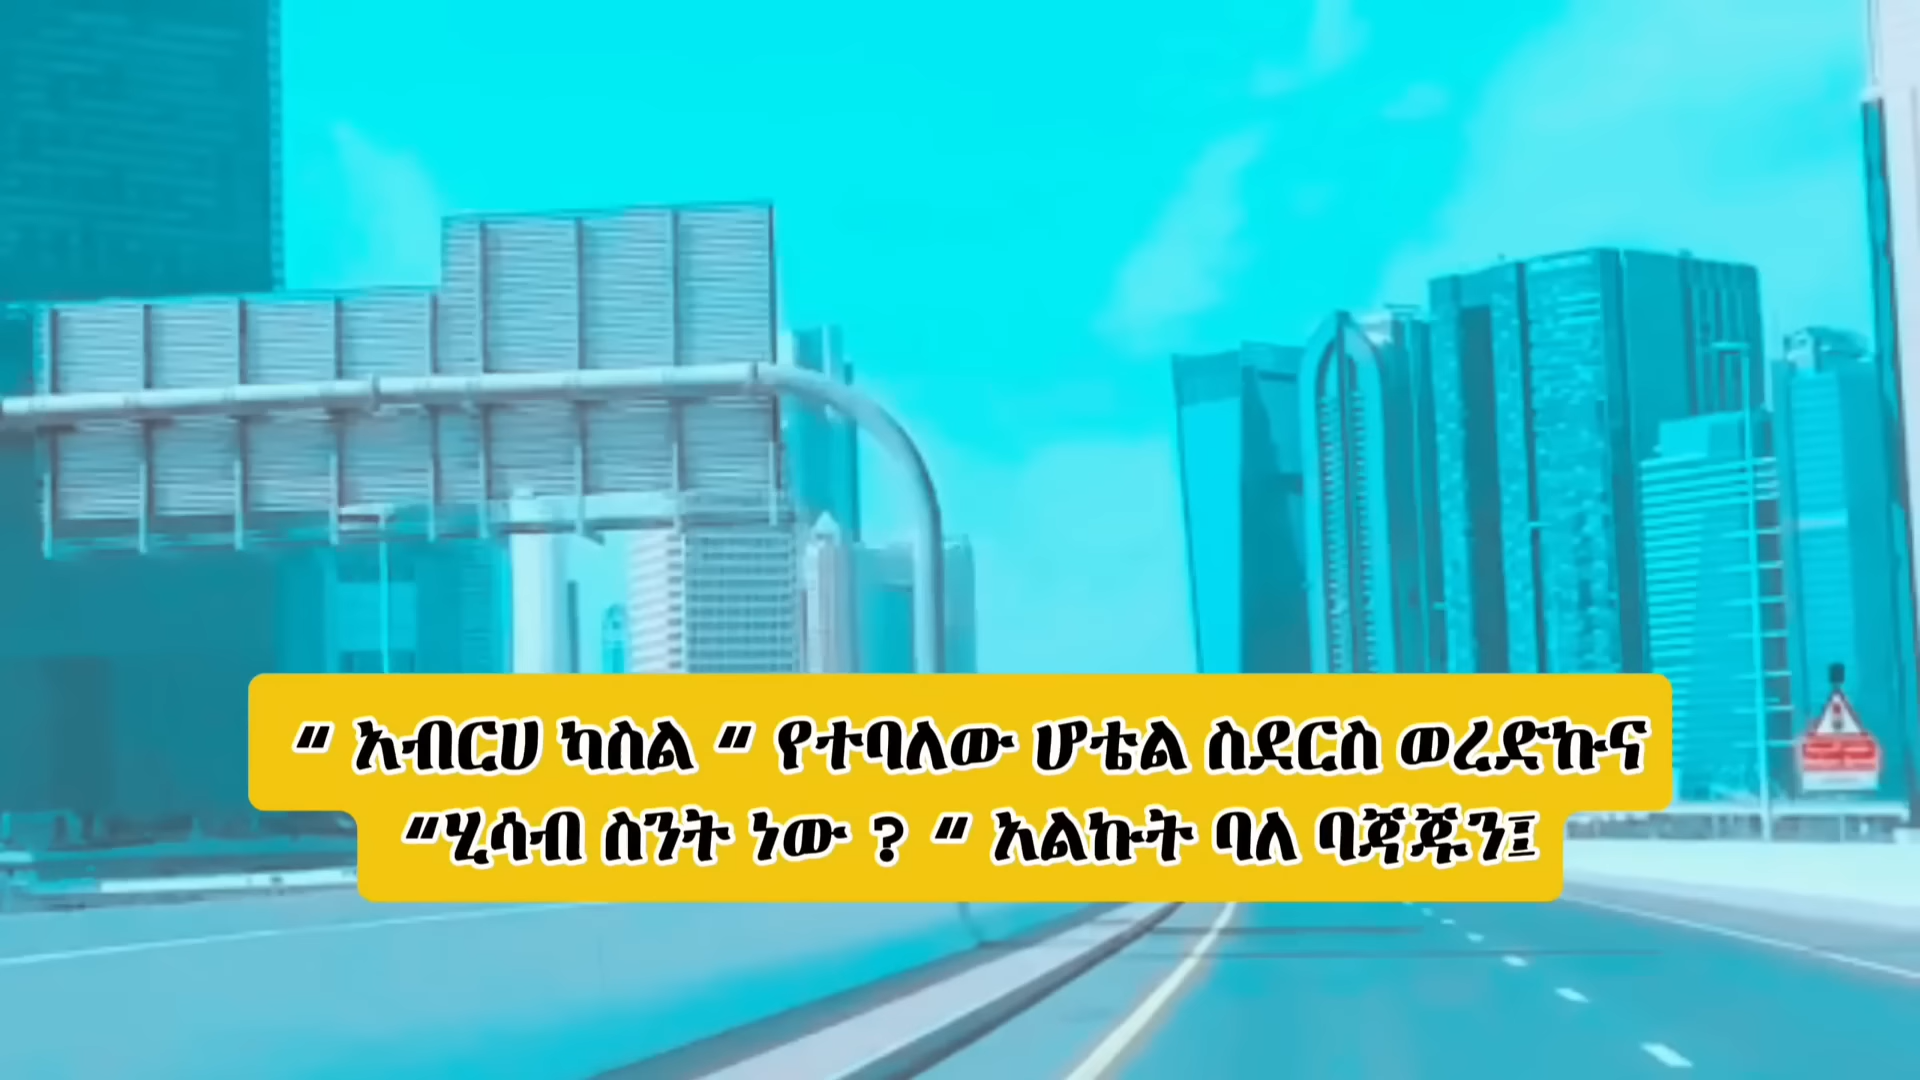 “ አብርሀ ካስል “ የተባለው ሆቴል ስደርስ ወረድኩና
“ሂሳብ ስንት ነው ? “ አልኩት ባለ ባጃጁን፤